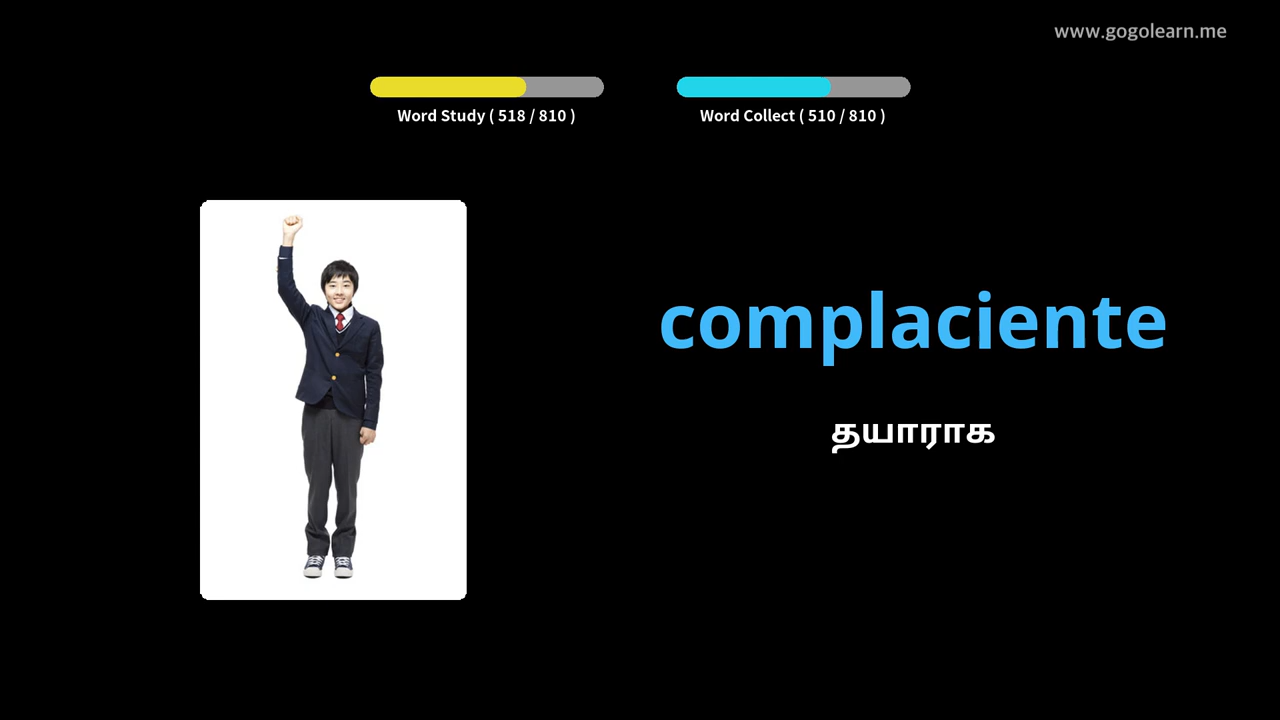 www.gogolearn.me
Word Study ( 518 / 810 )
Word Collect ( 510 / 810 )
complaciente
தயாராக